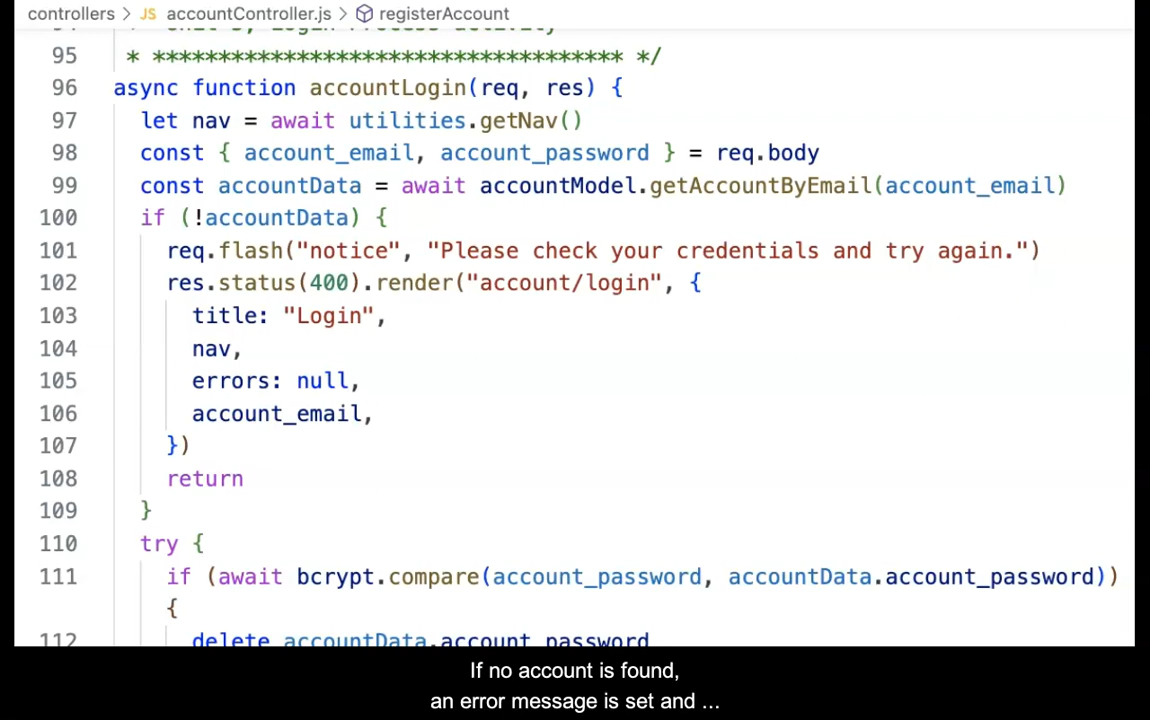 controllers > JS accountController.js > registerAccount
95 * ************************************ */
96 async function accountLogin(req, res) {
97 let nav = await utilities.getNav()
98 const { account_email, account_password } = req.body
99 const accountData = await accountModel.getAccountByEmail(account_email)
100 if (!accountData) {
101 req.flash("notice", "Please check your credentials and try again.")
102 res.status(400).render("account/login", {
103 title: "Login",
104 nav,
105 errors: null,
106 account_email,
107 })
108 return
109 }
110 try {
111 if (await bcrypt.compare(account_password, accountData.account_password))
{
112 delete accountData.account_password
If no account is found,
an error message is set and ...